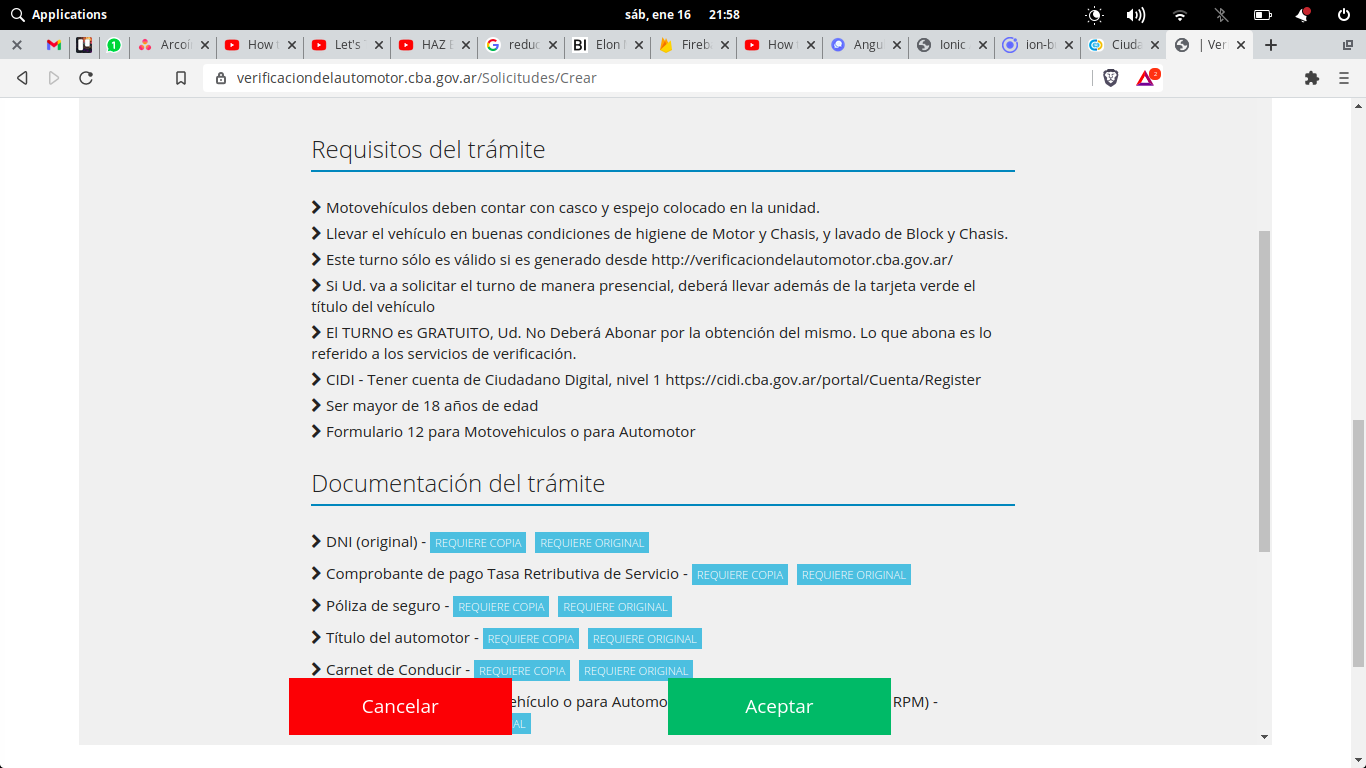 Applications
sáb, ene 16 21:58
1
Arcoi
How t
Let's
HAZ E
reduc
BI
Elon
Fireb
How
Angu
Ionic
ion-b
Ciuda
| Ver
verificaciondelautomotor.cba.gov.ar/Solicitudes/Crear
2
Requisitos del trámite
Motovehículos deben contar con casco y espejo colocado en la unidad.
Llevar el vehículo en buenas condiciones de higiene de Motor y Chasis, y lavado de Block y Chasis.
Este turno sólo es válido si es generado desde http://verificaciondelautomotor.cba.gov.ar/
Si Ud. va a solicitar el turno de manera presencial, deberá llevar además de la tarjeta verde el
título del vehículo
El TURNO es GRATUITO, Ud. No Deberá Abonar por la obtención del mismo. Lo que abona es lo
referido a los servicios de verificación.
CIDI - Tener cuenta de Ciudadano Digital, nivel 1 https://cidi.cba.gov.ar/portal/Cuenta/Register
Ser mayor de 18 años de edad
Formulario 12 para Motovehiculos o para Automotor
Documentación del trámite
DNI (original) - REQUIERE COPIA REQUIERE ORIGINAL
Comprobante de pago Tasa Retributiva de Servicio - REQUIERE COPIA REQUIERE ORIGINAL
Póliza de seguro - REQUIERE COPIA REQUIERE ORIGINAL
Título del automotor - REQUIERE COPIA REQUIERE ORIGINAL
Carnet de Conducir - REQUIERE COPIA REQUIERE ORIGINAL
ehículo o para Automo RPM) -
NAL
Cancelar Aceptar